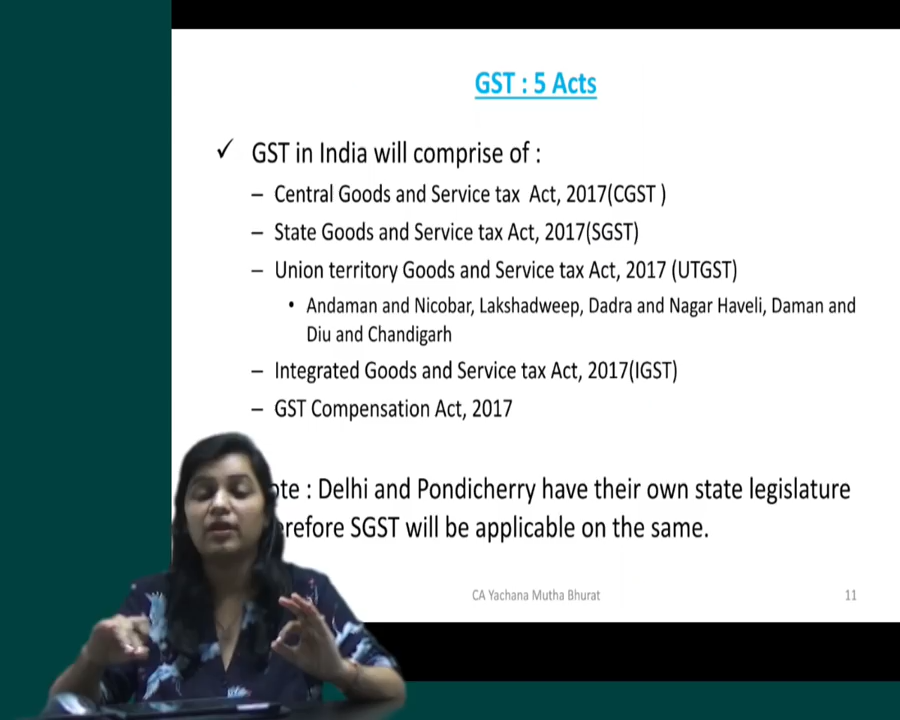 GST : 5 Acts
✓ GST in India will comprise of :
– Central Goods and Service tax Act, 2017(CGST )
– State Goods and Service tax Act, 2017(SGST)
– Union territory Goods and Service tax Act, 2017 (UTGST)
• Andaman and Nicobar, Lakshadweep, Dadra and Nagar Haveli, Daman and
Diu and Chandigarh
– Integrated Goods and Service tax Act, 2017(IGST)
– GST Compensation Act, 2017
: Delhi and Pondicherry have their own state legislature
SGST will be applicable on the same.
CA Yachana Mutha Bhurat
11